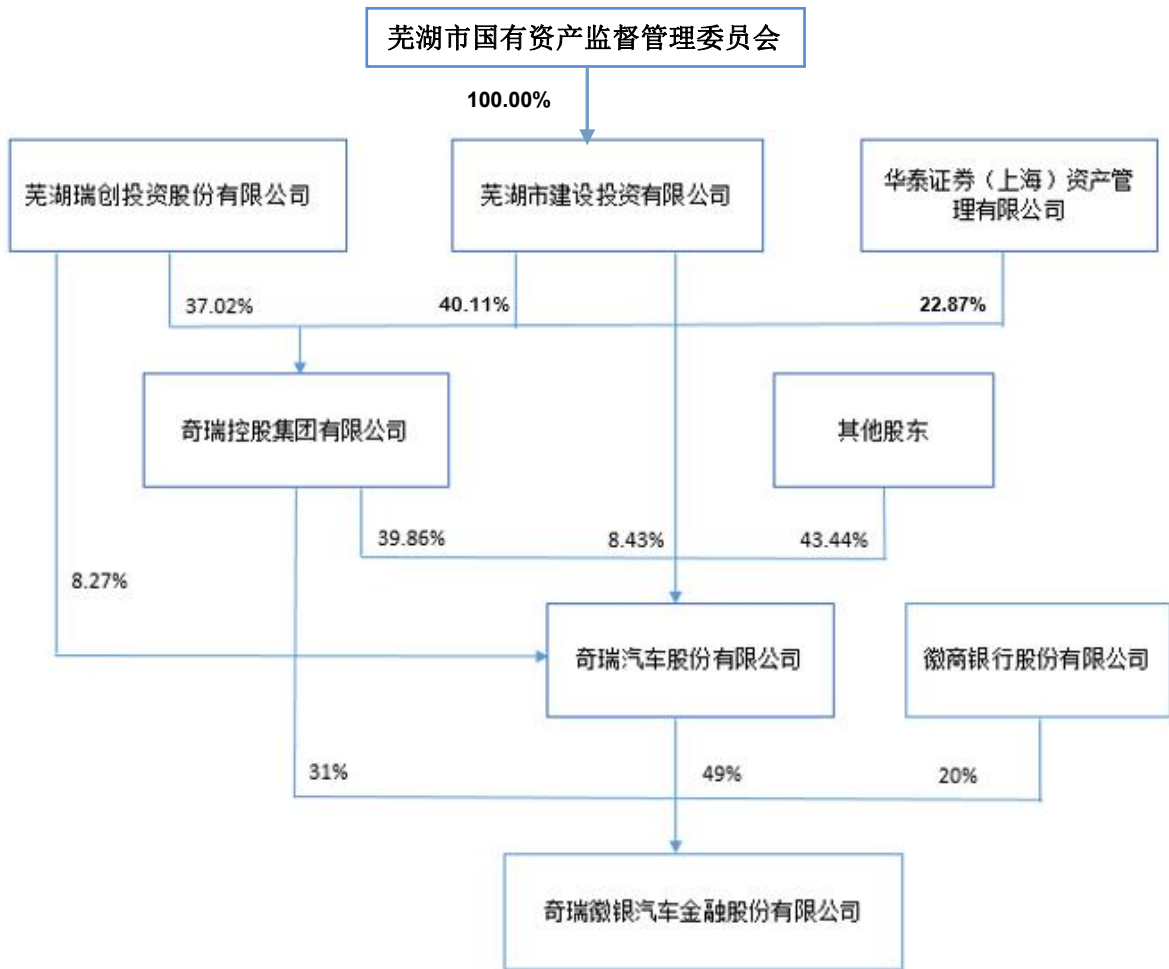 芜湖市国有资产监督管理委员会
100.00%
芜湖瑞创投资股份有限公司
芜湖市建设投资有限公司
华泰证券（上海）资产管
理有限公司
37.02%
40.11%
22.87%
奇瑞控股集团有限公司
其他股东
39.86%
8.43%
43.44%
8.27%
奇瑞汽车股份有限公司
徽商银行股份有限公司
31%
49%
20%
奇瑞徽银汽车金融股份有限公司